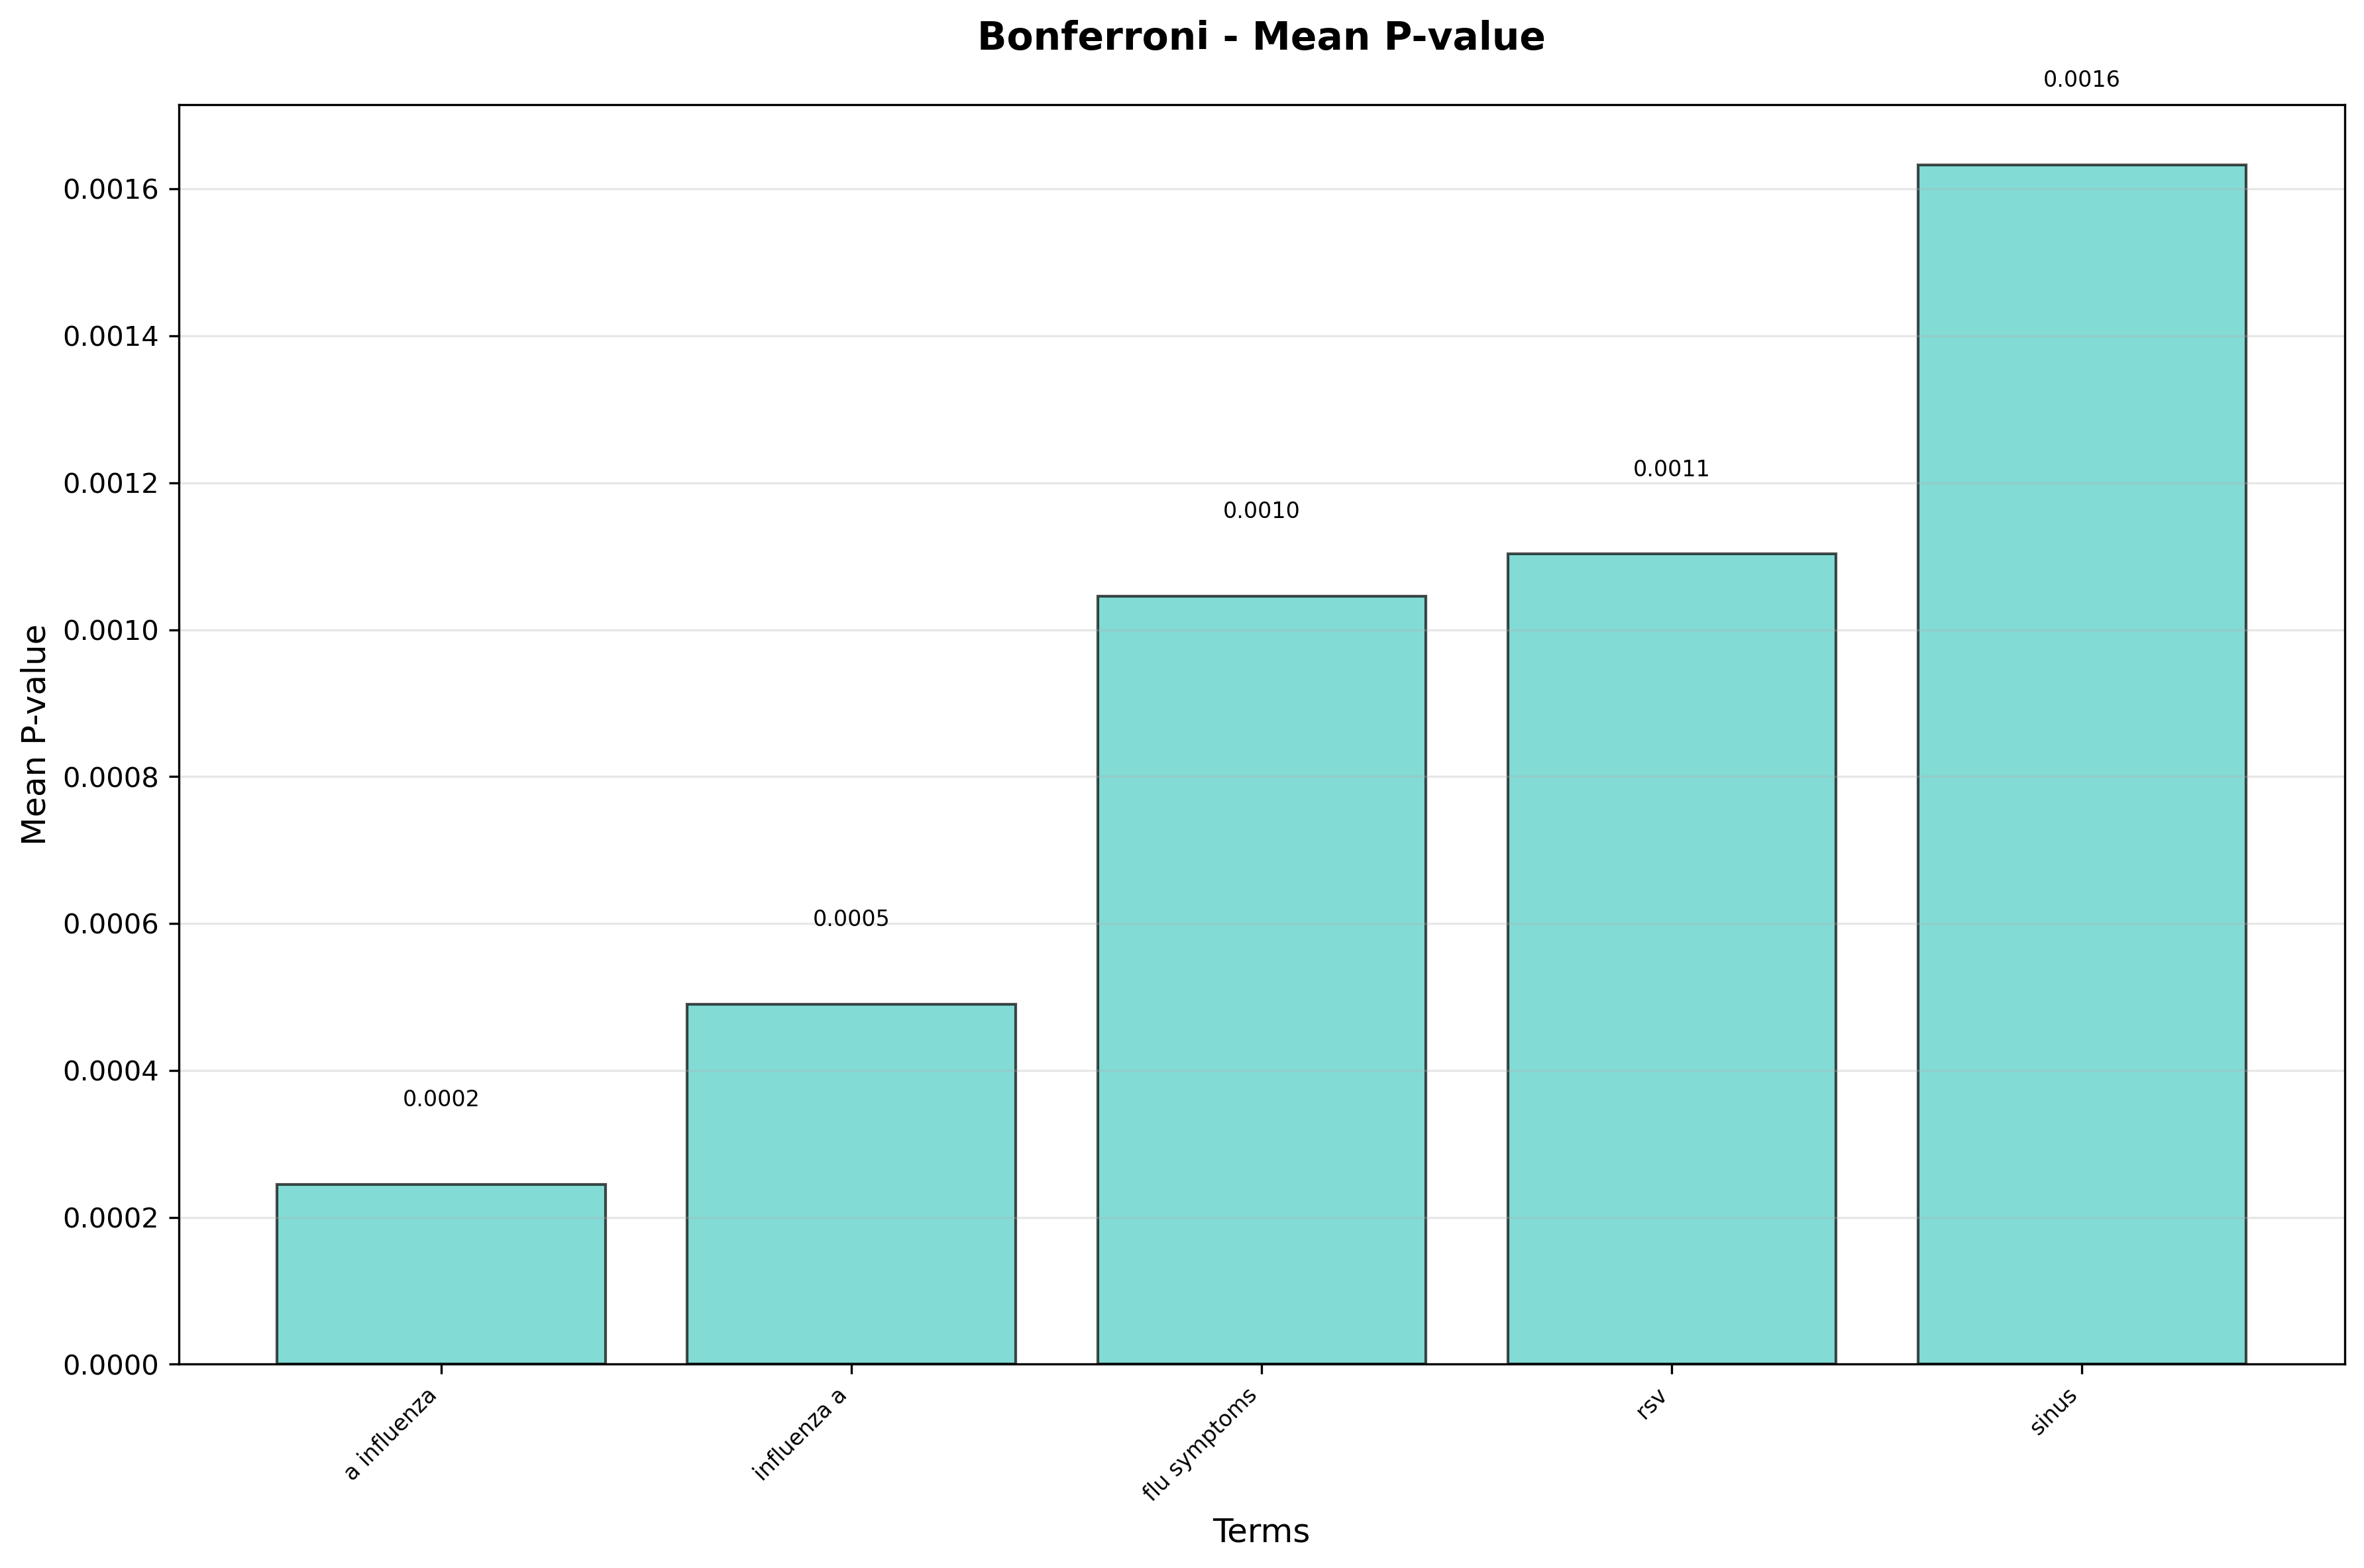 Bonferroni - Mean P-value
0.0016
0.0016
0.0014
0.0012
0.0011
0.0010
0.0010
Mean P-value
0.0008
0.0006
0.0005
0.0004
0.0002
0.0002
0.0000
a influenza
influenza a
flu symptoms
rsv
sinus
Terms